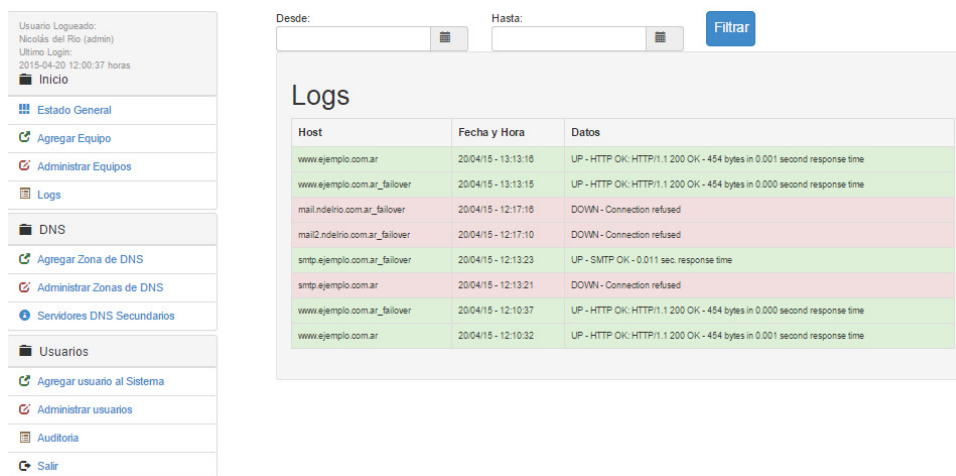 Usuario Logueado:
Nicolás del Rio (admin)
Ultimo Login:
2015-04-20 12:00:37 horas
Inicio
Estado General
Agregar Equipo
Administrar Equipos
Logs
DNS
Agregar Zona de DNS
Administrar Zonas de DNS
Servidores DNS Secundarios
Usuarios
Agregar usuario al Sistema
Administrar usuarios
Auditoria
Salir
Desde: Hasta:
Filtrar
Logs
Host Fecha y Hora Datos
www.ejemplo.com.ar 20/04/15 - 13:13:16 UP - HTTP OK: HTTP/1.1 200 OK - 454 bytes in 0.001 second response time
www.ejemplo.com.ar_failover 20/04/15 - 13:13:15 UP - HTTP OK: HTTP/1.1 200 OK - 454 bytes in 0.000 second response time
mail.ndelrio.com.ar_failover 20/04/15 - 12:17:16 DOWN - Connection refused
mail2.ndelrio.com.ar_failover 20/04/15 - 12:17:10 DOWN - Connection refused
smtp.ejemplo.com.ar_failover 20/04/15 - 12:13:23 UP - SMTP OK - 0.011 sec. response time
smtp.ejemplo.com.ar 20/04/15 - 12:13:21 DOWN - Connection refused
www.ejemplo.com.ar_failover 20/04/15 - 12:10:37 UP - HTTP OK: HTTP/1.1 200 OK - 454 bytes in 0.000 second response time
www.ejemplo.com.ar 20/04/15 - 12:10:32 UP - HTTP OK: HTTP/1.1 200 OK - 454 bytes in 0.001 second response time